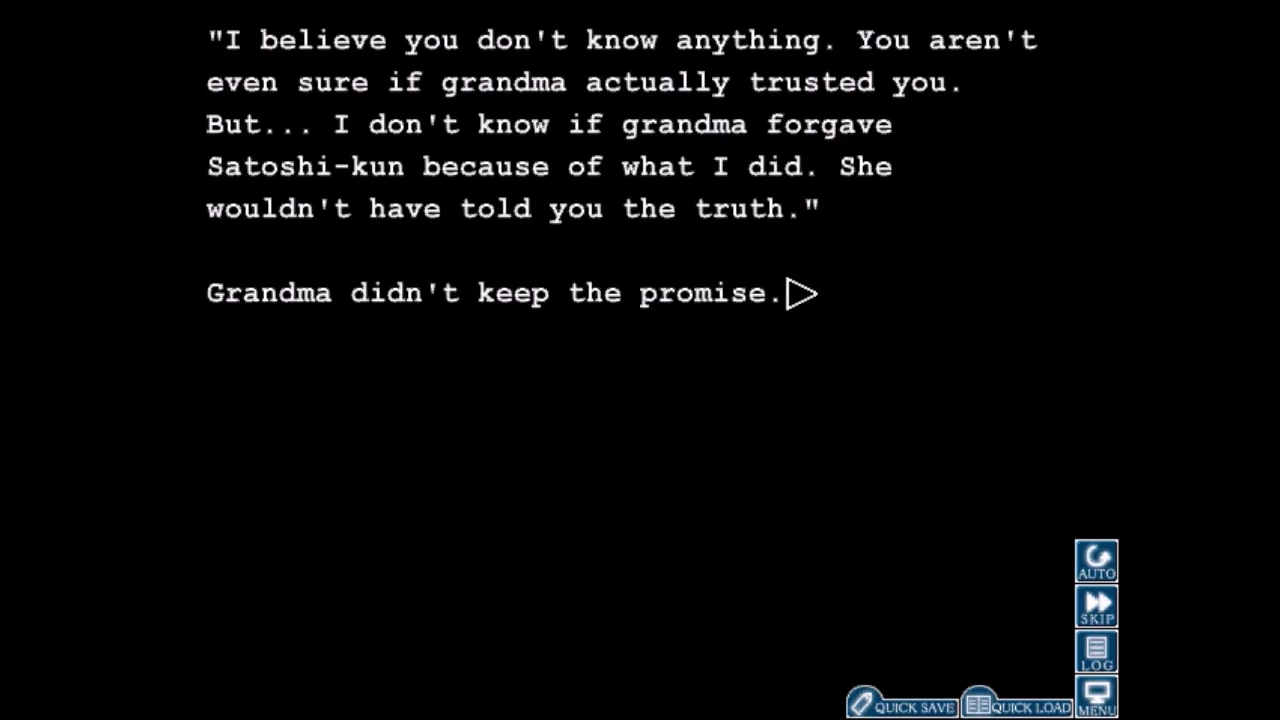 "I believe you don't know anything. You aren't
even sure if grandma actually trusted you.
But... I don't know if grandma forgave
Satoshi-kun because of what I did. She
wouldn't have told you the truth."
Grandma didn't keep the promise.
AUTO
SKIP
LOG
MENU
QUICK SAVE
QUICK LOAD